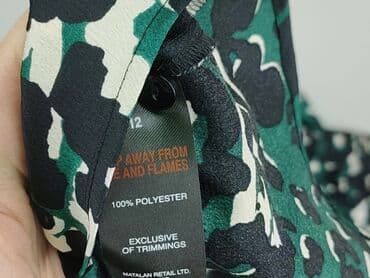 12
P AWAY FROM
E AND FLAMES
100% POLYESTER
EXCLUSIVE
OF TRIMMINGS
MATALAN RETAIL LTD.